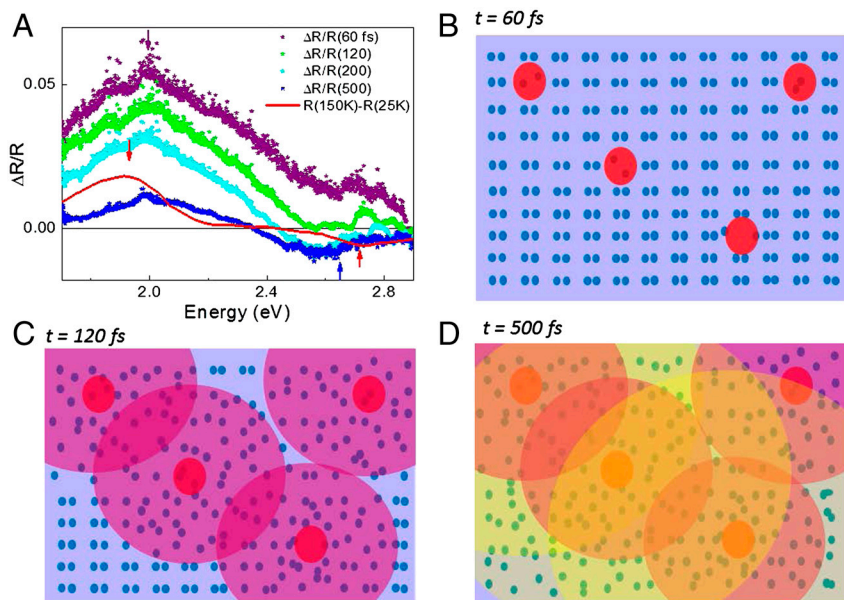 A
ΔR/R(60 fs)
ΔR/R(120)
ΔR/R(200)
ΔR/R(500)
R(150K)-R(25K)
0.05
0.00
ΔR/R
2.0
2.4
2.8
Energy (eV)
B
t = 60 fs
C
t = 120 fs
D
t = 500 fs